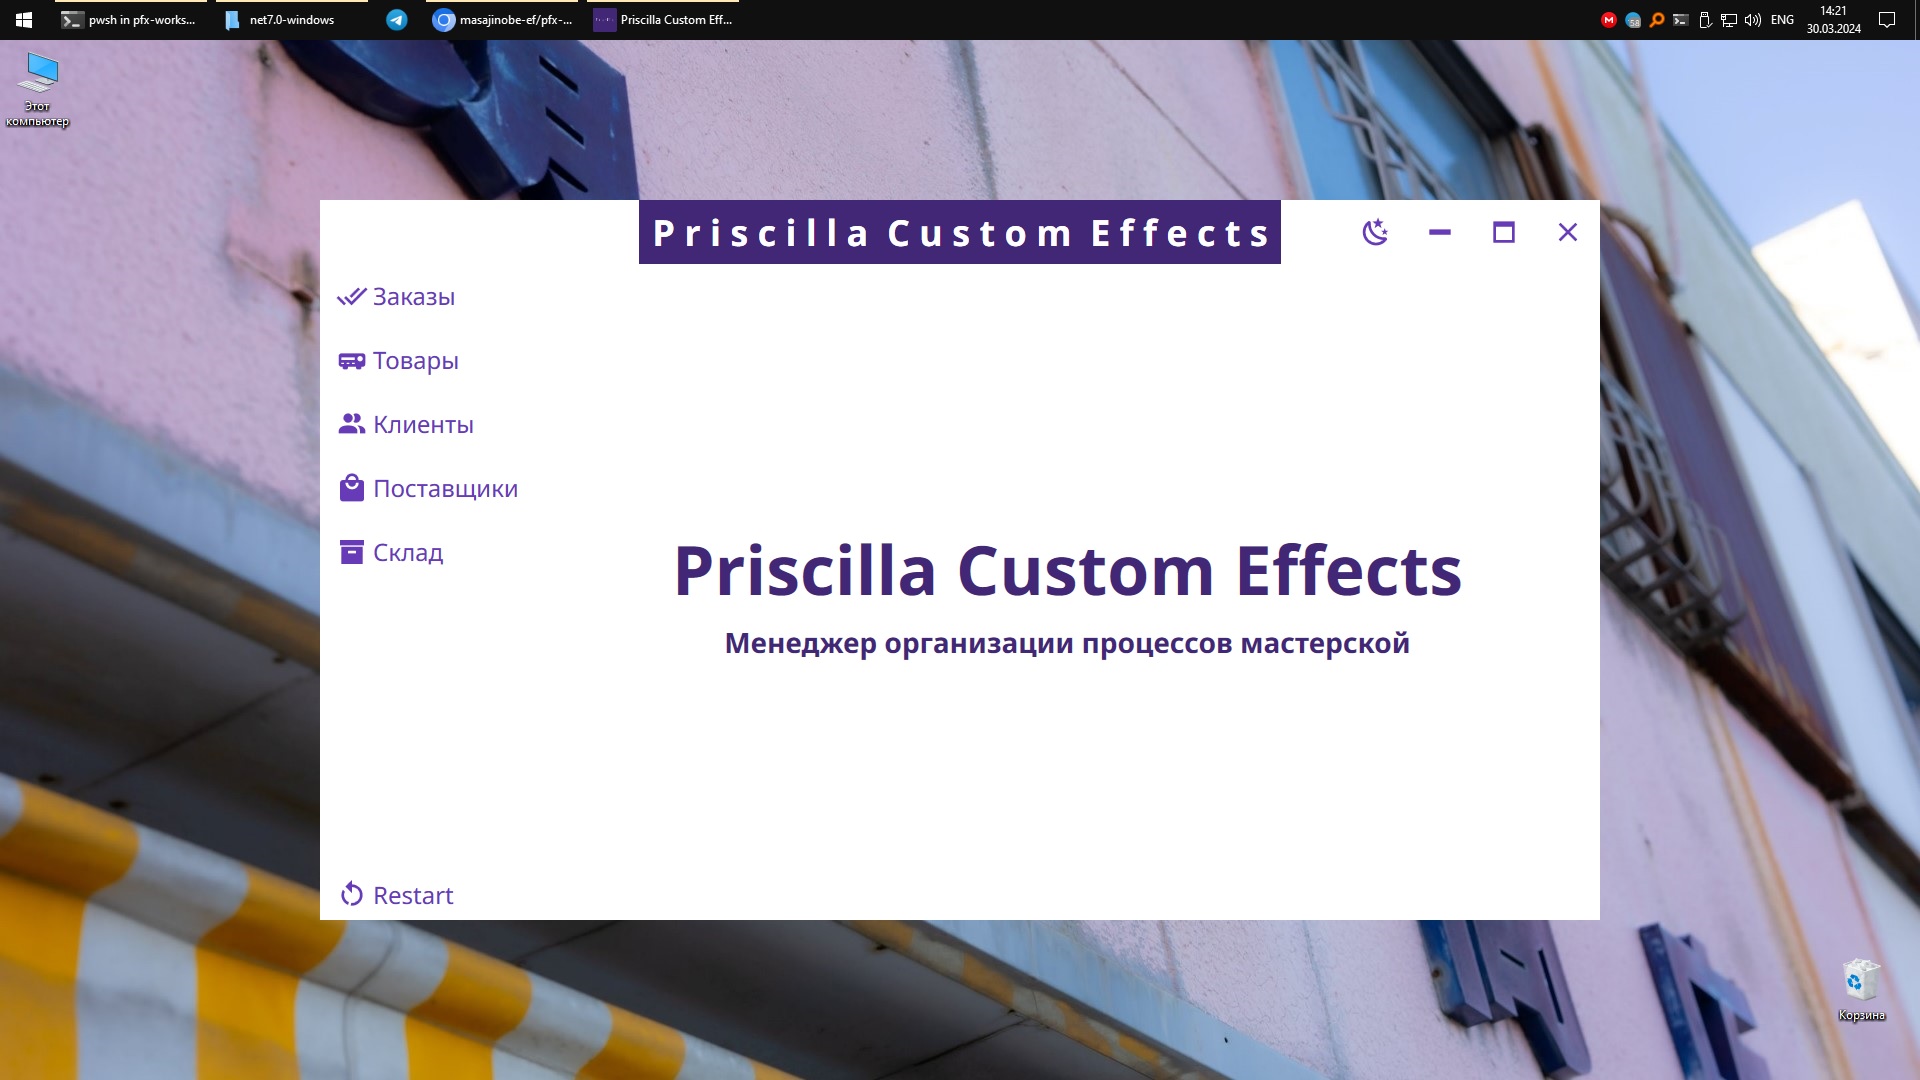 pwsh in pfx-works...
net7.0-windows
masajinobe-ef/pfx-...
Priscilla Custom Eff...
58
ENG
14:21
30.03.2024
Этот
компьютер
Priscilla Custom Effects
Заказы
Товары
Клиенты
Поставщики
Склад
Priscilla Custom Effects
Менеджер организации процессов мастерской
Restart
Корзина